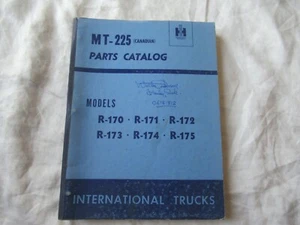 MT-225 (CANADIAN)
PARTS CATALOG
MODELS
R-170 · R-171 · R-172
R-173 · R-174 · R-175
INTERNATIONAL TRUCKS